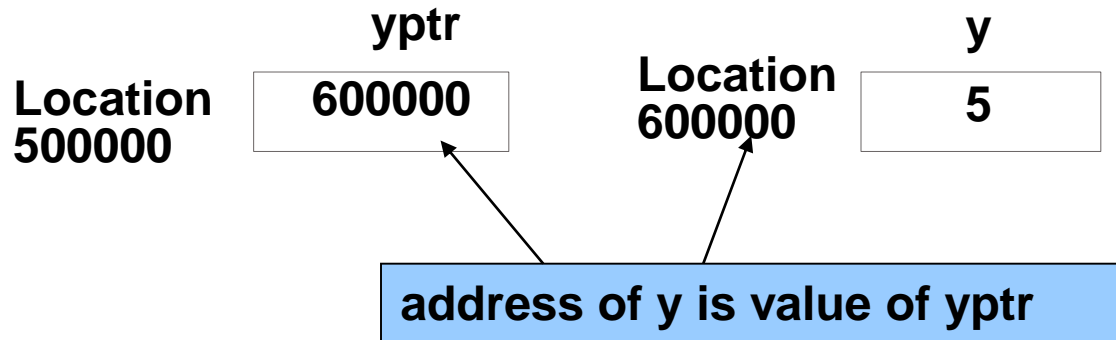 yptr
y
Location
500000
600000
Location
600000
5
address of y is value of yptr